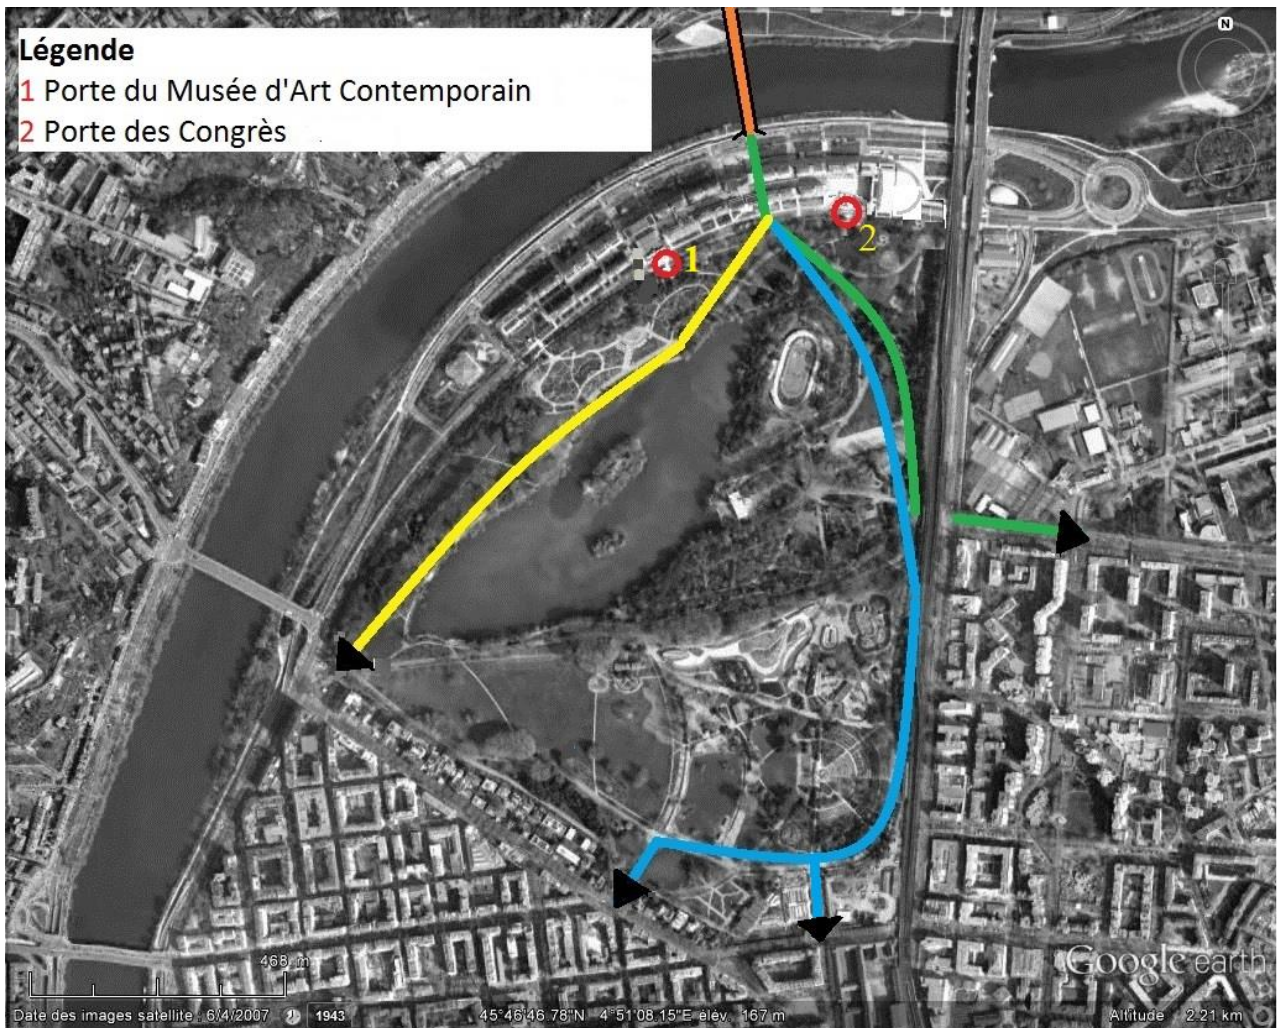 Légende
1 Porte du Musée d'Art Contemporain
2 Porte des Congrès
N
2
1
468 m
Google earth
Date des images satellite : 6/4/2007 1943 45°46'46.78"N 4°51'08.15"E élév. 167 m Altitude 2.21 km